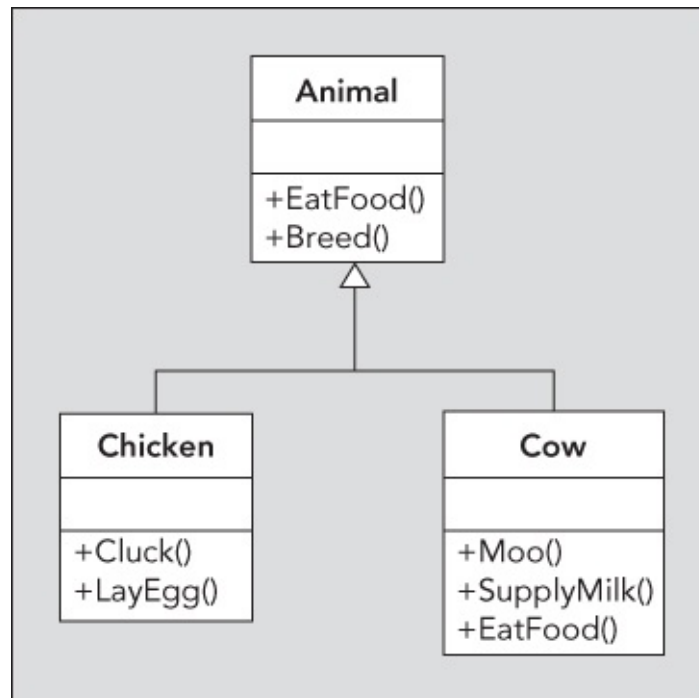 Animal
+EatFood()
+Breed()
Chicken
+Cluck()
+LayEgg()
Cow
+Moo()
+SupplyMilk()
+EatFood()